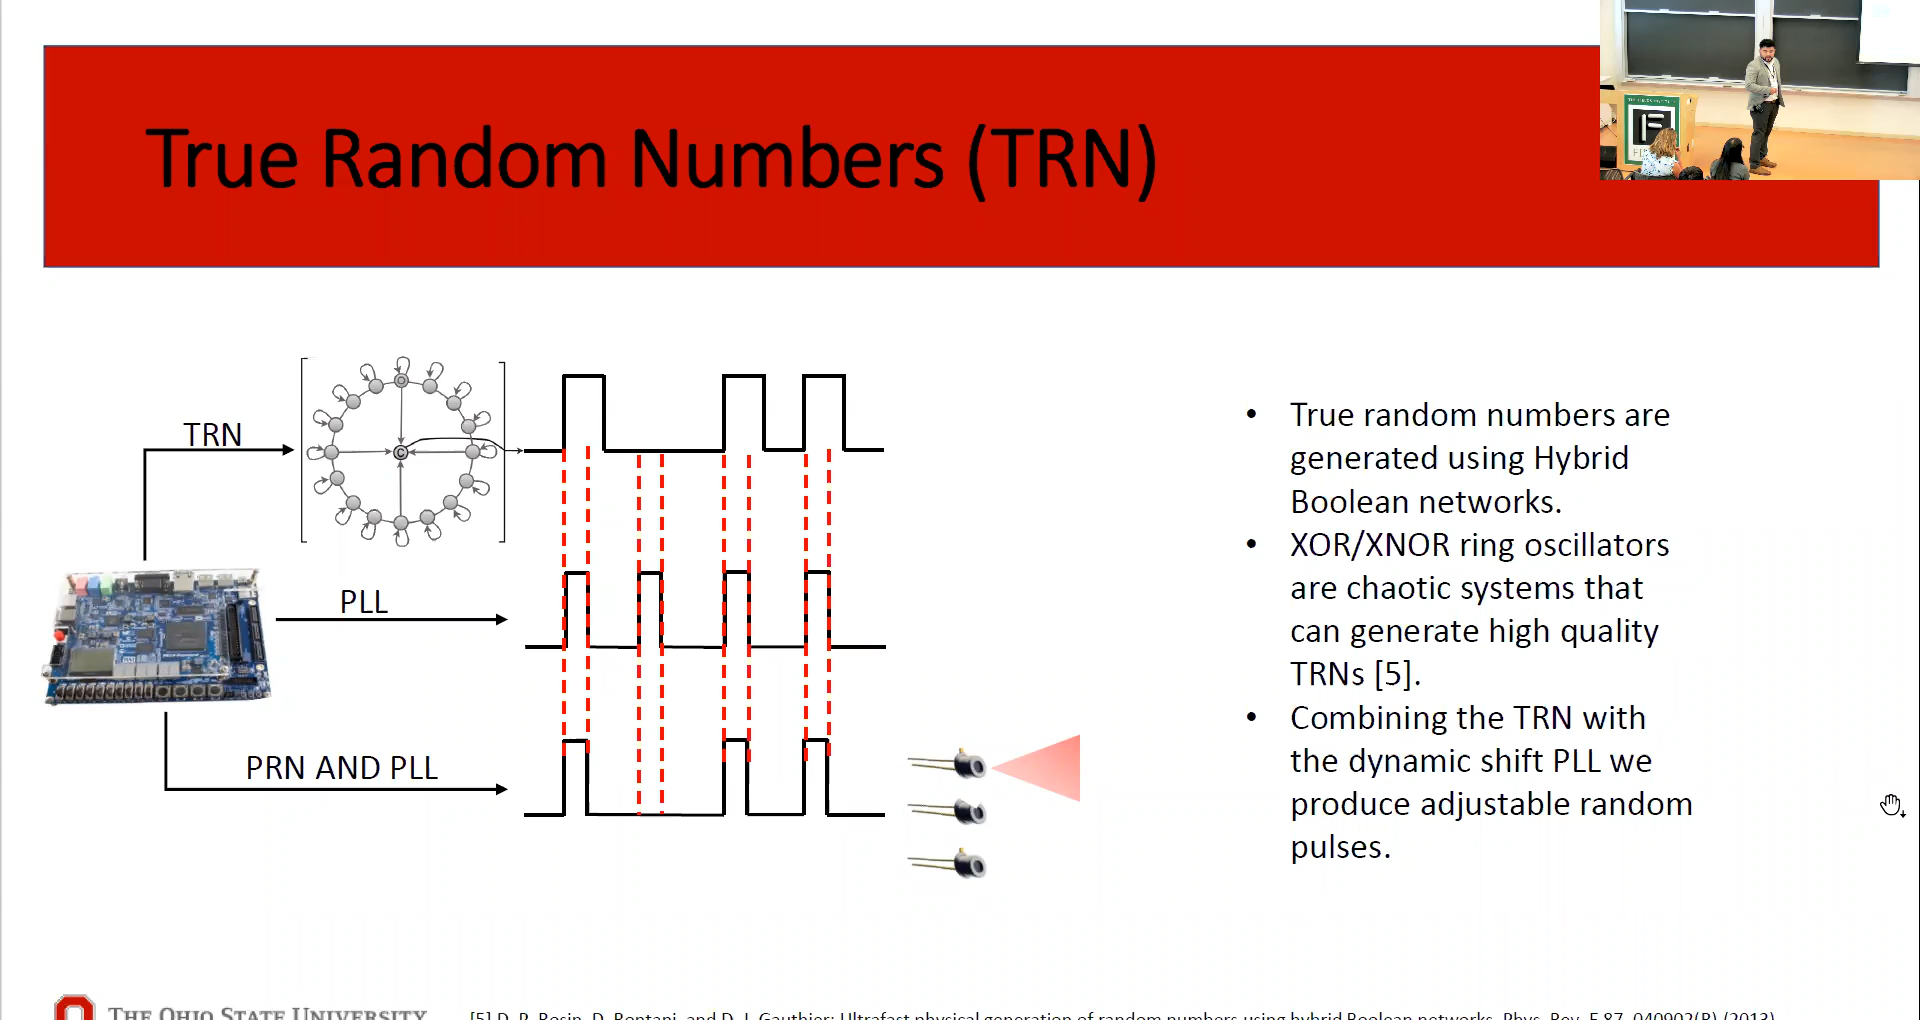 True Random Numbers (TRN)
TRN
C
PLL
PRN AND PLL
• True random numbers are
generated using Hybrid
Boolean networks.
• XOR/XNOR ring oscillators
are chaotic systems that
can generate high quality
TRNs [5].
• Combining the TRN with
the dynamic shift PLL we
produce adjustable random
pulses.
THE OHIO STATE UNIVERSITY
[5] D. P. Rosin, D. Rontani, and D. J. Gauthier: Ultrafast physical generation of random numbers using hybrid Boolean networks, Phys. Rev. E 87, 040902(R) (2013)